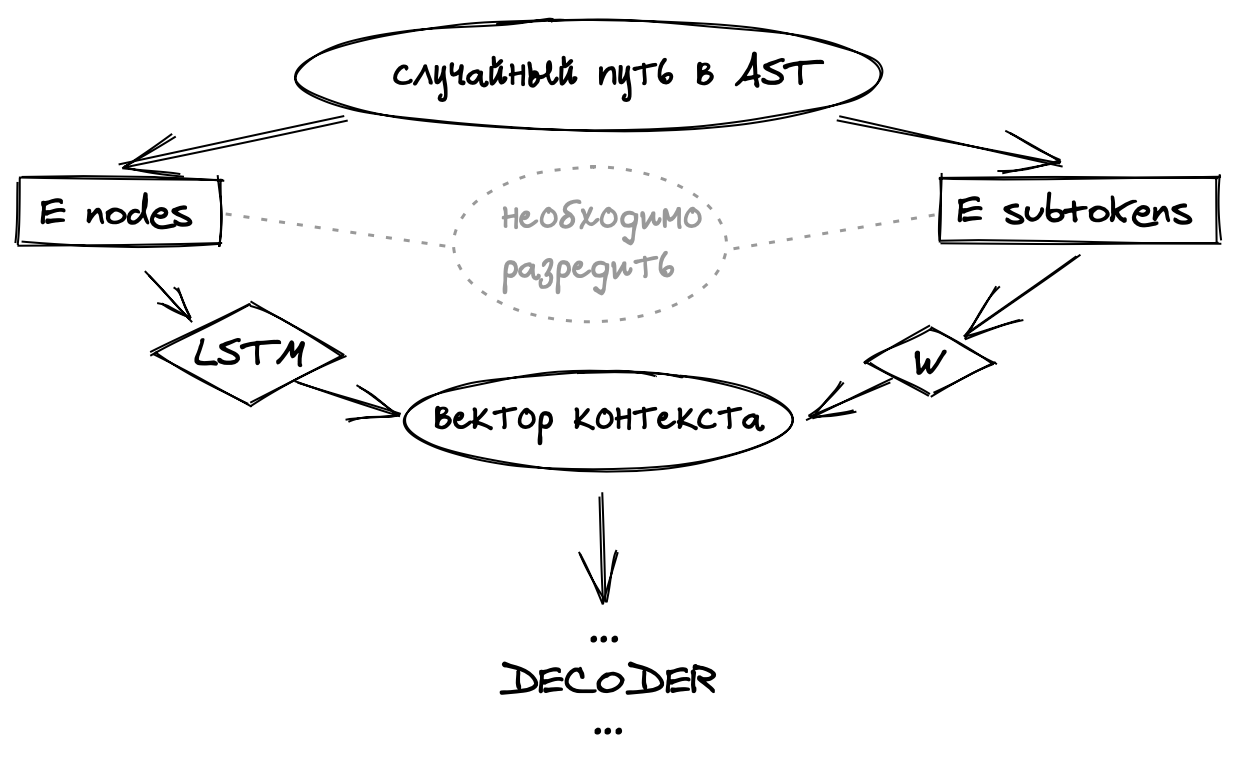 случайный путь в AST
E nodes
необходимо
разредить
E subtokens
LSTM
W
вектор контекста
...
DECODER
...